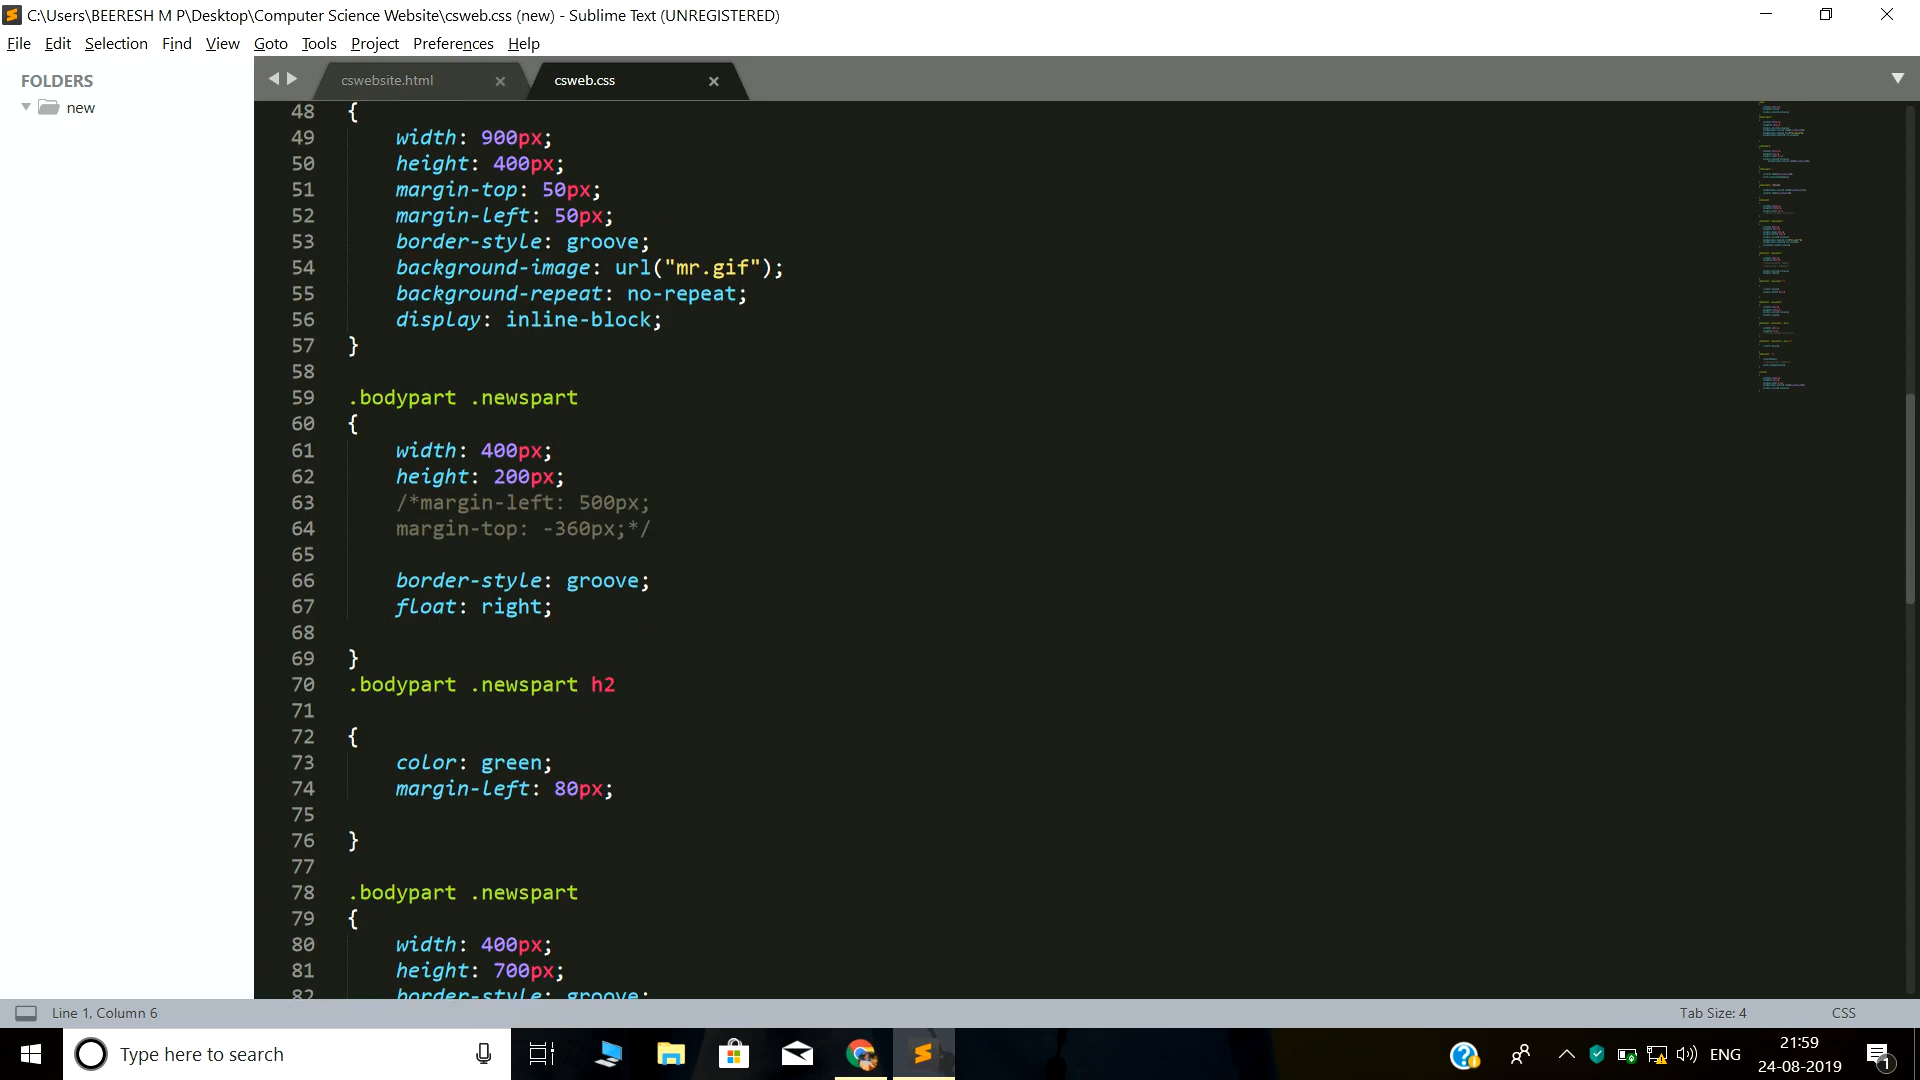 C:\Users\BEERESH M P\Desktop\Computer Science Website\csweb.css (new) - Sublime Text (UNREGISTERED)
File Edit Selection Find View Goto Tools Project Preferences Help
FOLDERS
new
cswebsite.html
csweb.css
48 {
49 width: 900px;
50 height: 400px;
51 margin-top: 50px;
52 margin-left: 50px;
53 border-style: groove;
54 background-image: url("mr.gif");
55 background-repeat: no-repeat;
56 display: inline-block;
57 }
58
59 .bodypart .newspart
60 {
61 width: 400px;
62 height: 200px;
63 /*margin-left: 500px;
64 margin-top: -360px;*/
65
66 border-style: groove;
67 float: right;
68
69 }
70 .bodypart .newspart h2
71
72 {
73 color: green;
74 margin-left: 80px;
75
76 }
77
78 .bodypart .newspart
79 {
80 width: 400px;
81 height: 700px;
82 border-style: groove;
Line 1, Column 6
Tab Size: 4
CSS
Type here to search
ENG
21:59
24-08-2019
1